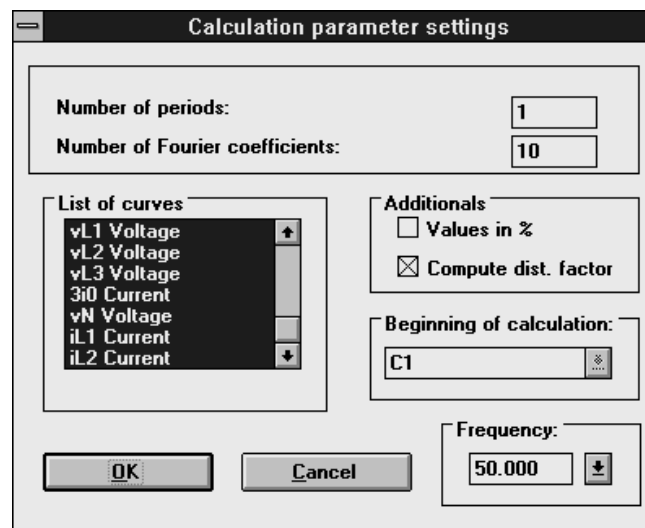 Calculation parameter settings
Number of periods: 1
Number of Fourier coefficients: 10
List of curves
vL1 Voltage
vL2 Voltage
vL3 Voltage
3i0 Current
vN Voltage
iL1 Current
iL2 Current
Additionals
Values in %
Compute dist. factor
Beginning of calculation:
C1
Frequency:
50.000
OK
Cancel